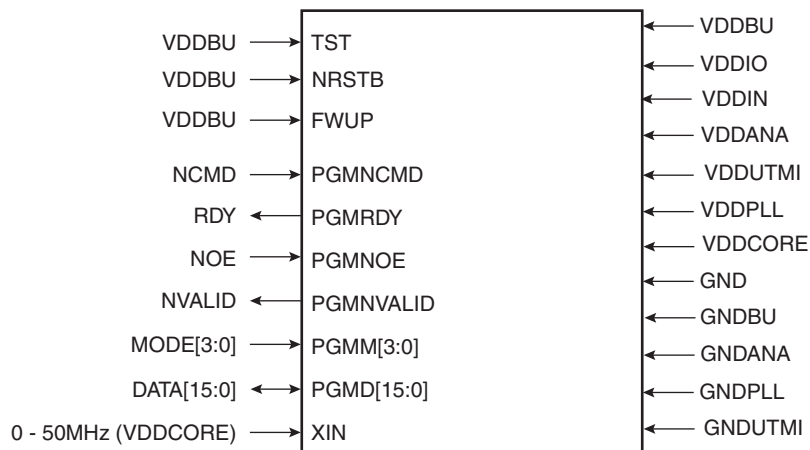 VDDBU TST
VDDBU NRSTB
VDDBU FWUP
NCMD PGMNCMD
RDY PGMRDY
NOE PGMNOE
NVALID PGMNVALID
MODE[3:0] PGMM[3:0]
DATA[15:0] PGMD[15:0]
0 - 50MHz (VDDCORE) XIN
VDDBU
VDDIO
VDDIN
VDDANA
VDDUTMI
VDDPLL
VDDCORE
GND
GNDBU
GNDANA
GNDPLL
GNDUTMI